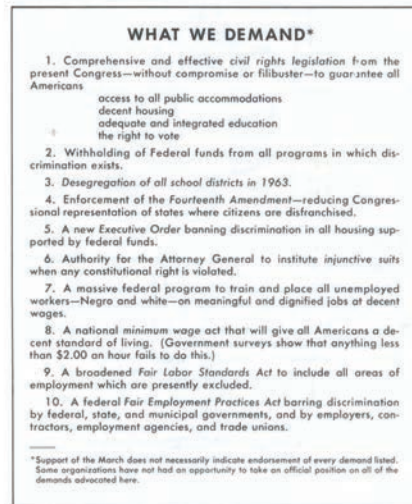 WHAT WE DEMAND*
1. Comprehensive and effective civil rights legislation from the
present Congress—without compromise or filibuster—to guarantee all
Americans
access to all public accommodations
decent housing
adequate and integrated education
the right to vote
2. Withholding of Federal funds from all programs in which dis-
crimination exists.
3. Desegregation of all school districts in 1963.
4. Enforcement of the Fourteenth Amendment—reducing Congres-
sional representation of states where citizens are disfranchised.
5. A new Executive Order banning discrimination in all housing sup-
ported by federal funds.
6. Authority for the Attorney General to institute injunctive suits
when any constitutional right is violated.
7. A massive federal program to train and place all unemployed
workers—Negro and white—on meaningful and dignified jobs at decent
wages.
8. A national minimum wage act that will give all Americans a de-
cent standard of living. (Government surveys show that anything less
than $2.00 an hour fails to do this.)
9. A broadened Fair Labor Standards Act to include all areas of
employment which are presently excluded.
10. A federal Fair Employment Practices Act barring discrimination
by federal, state, and municipal governments, and by employers, con-
tractors, employment agencies, and trade unions.
*Support of the March does not necessarily indicate endorsement of every demand listed.
Some organizations have not had an opportunity to take an official position on all of the
demands advocated here.